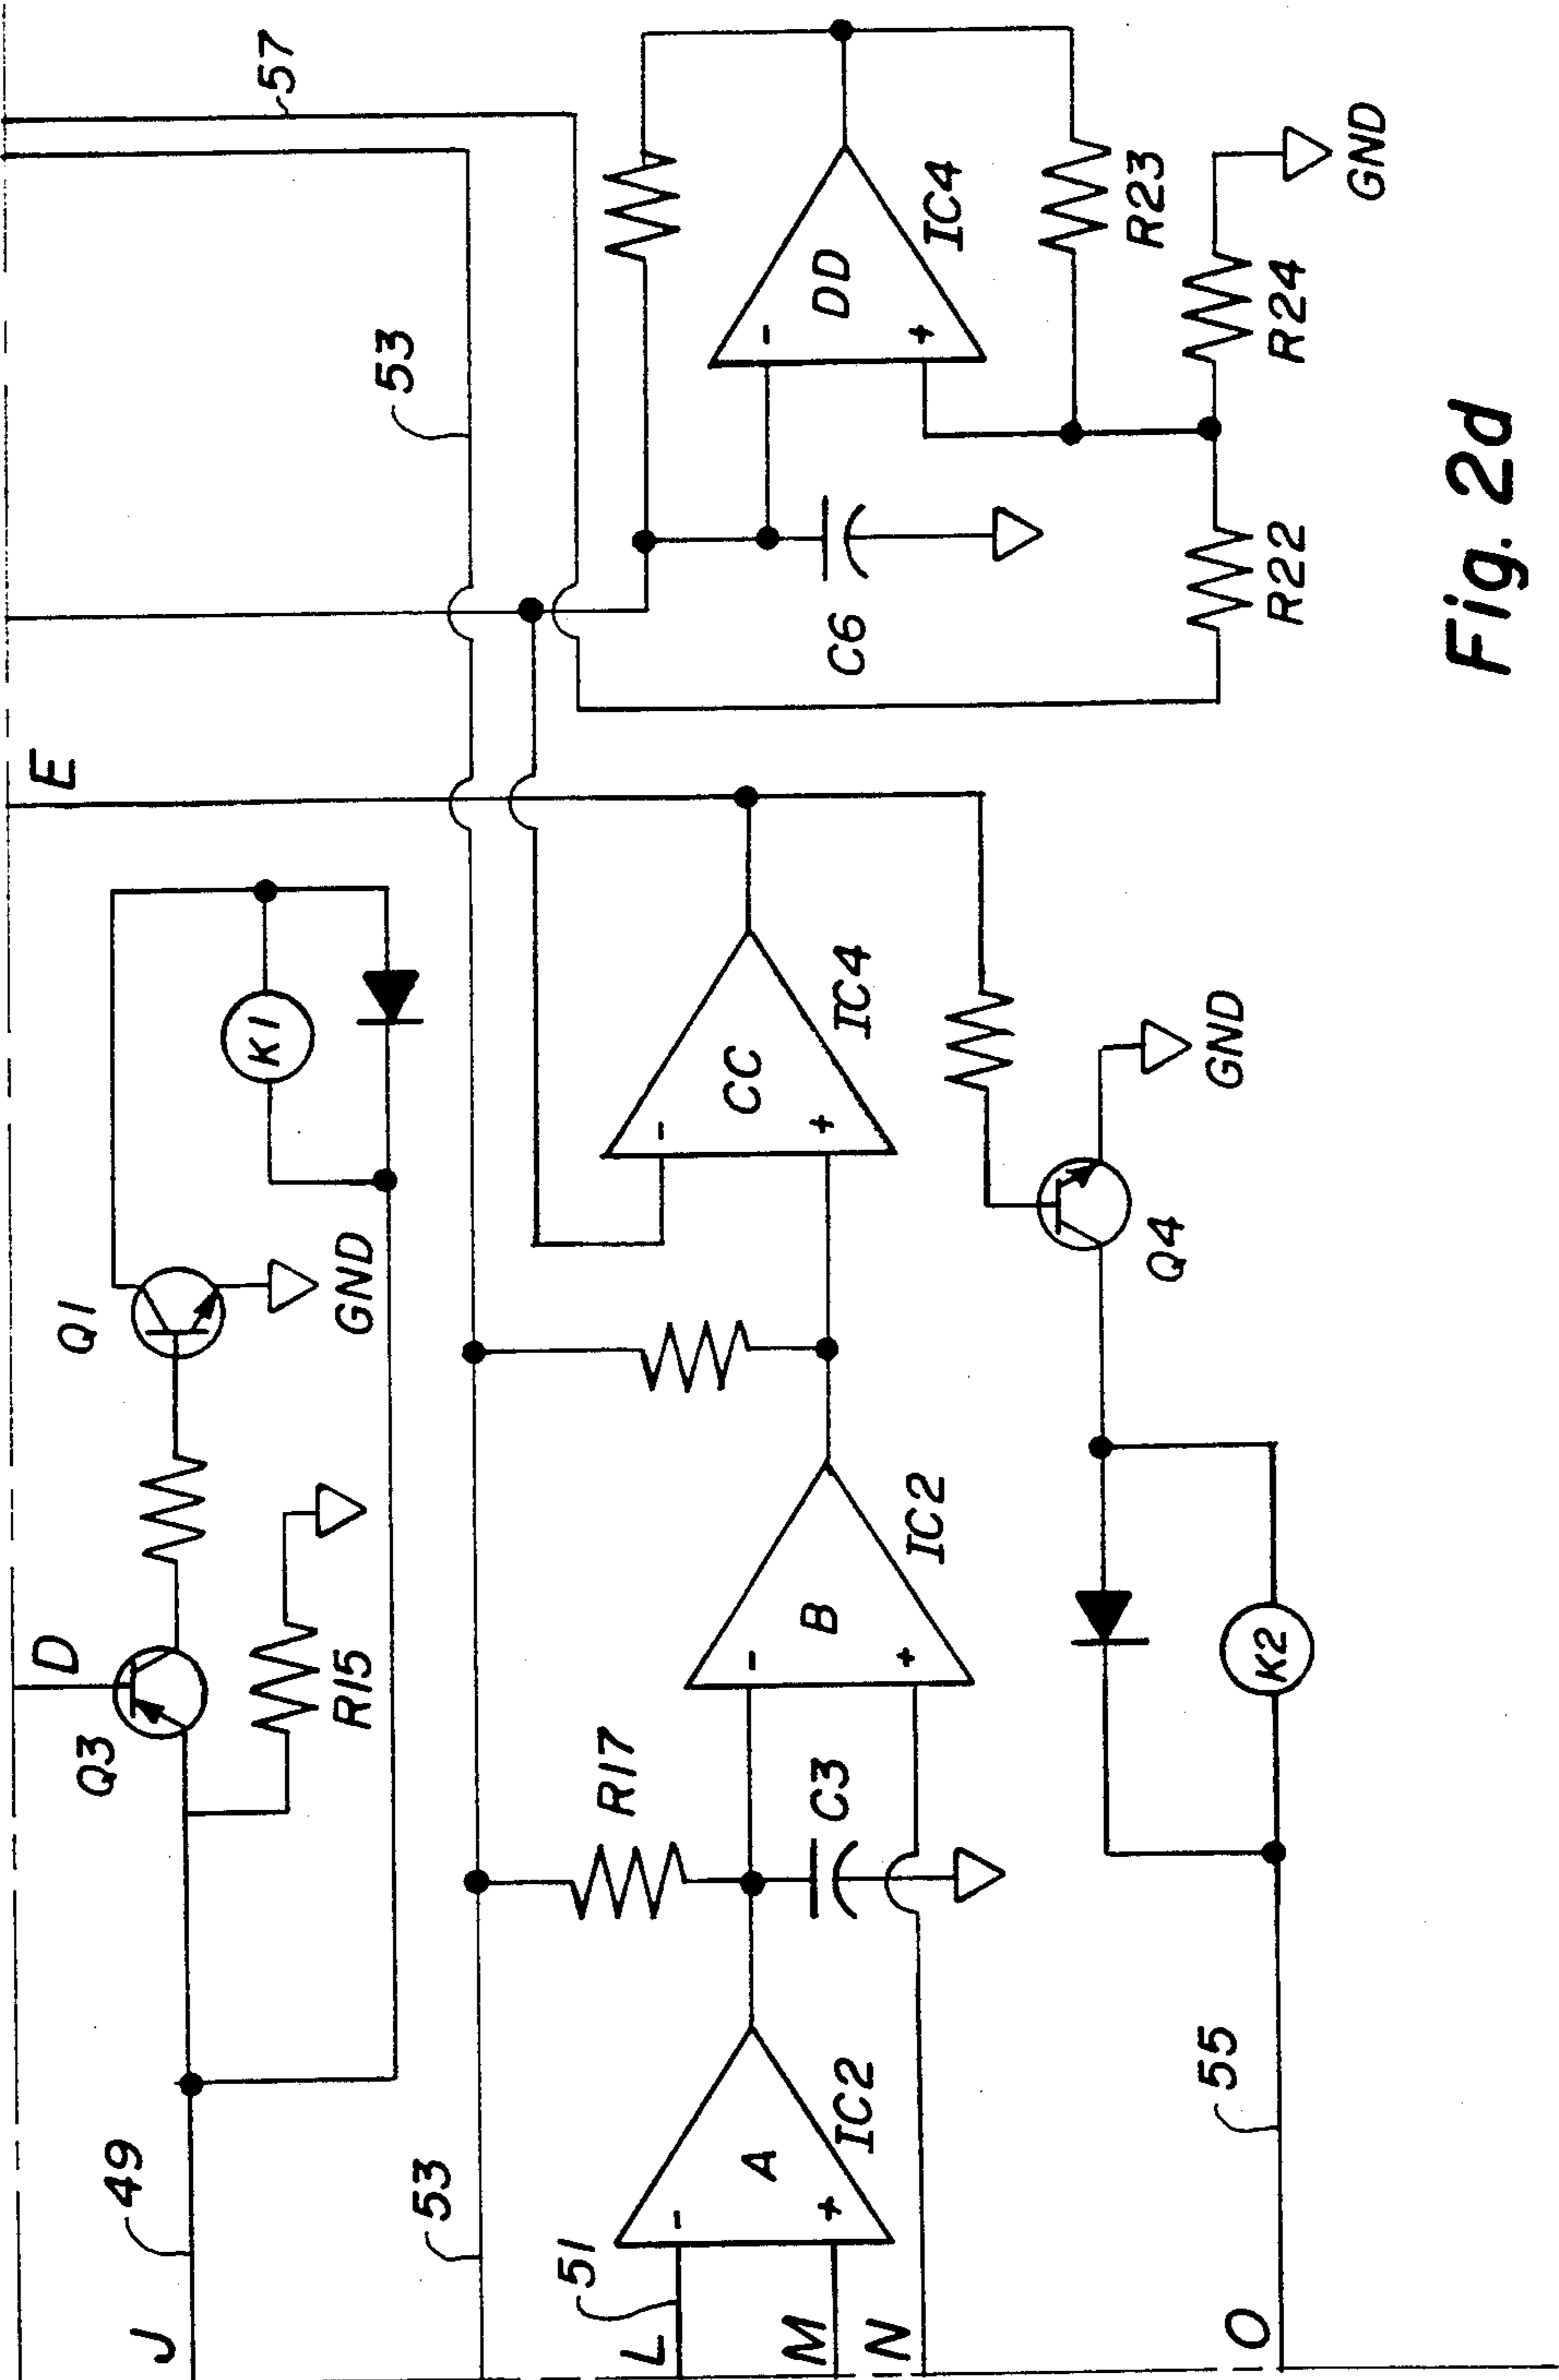 J
49
Q3
D
Q1
K1
E
57
R15
GND
53
53
L
51
M
N
A
-
+
IC2
R17
C3
B
-
+
IC2
CC
-
+
IC4
C6
DD
-
+
IC4
R23
R22
R24
GND
O
55
K2
Q4
GND
Fig. 2d